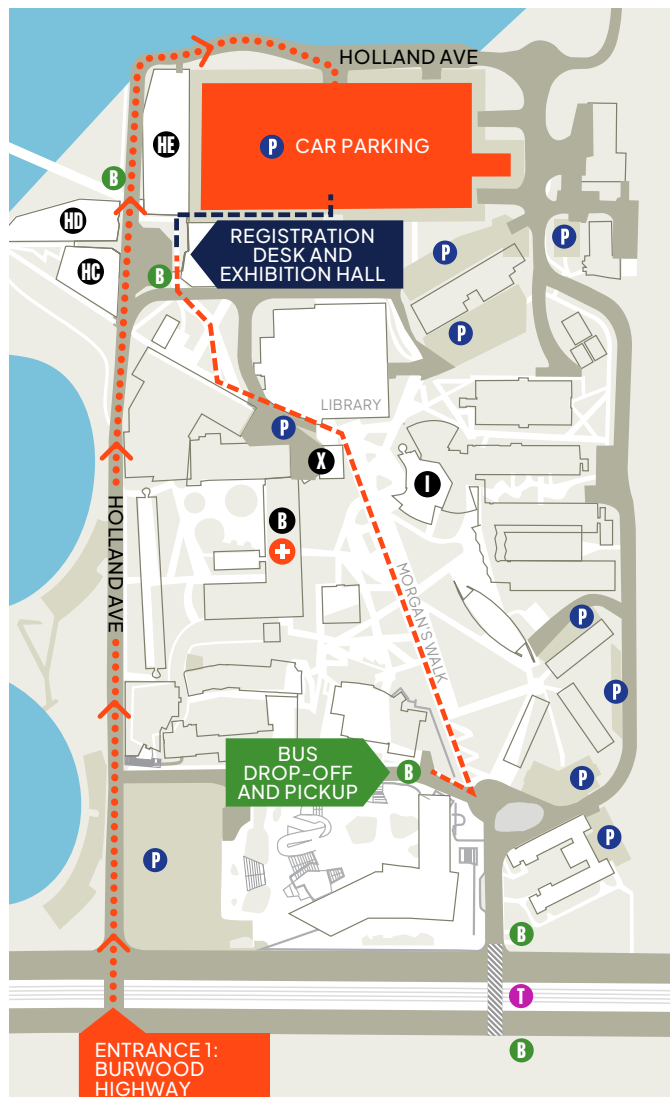 HOLLAND AVE
HE
P CAR PARKING
B
HD
REGISTRATION
DESK AND
EXHIBITION HALL
P
P
HC
B
P
LIBRARY
P
X
I
B
HOLLAND AVE
MORGAN'S WALK
P
P
BUS
DROP-OFF
AND PICKUP
B
P
P
P
B
T
B
ENTRANCE 1:
BURWOOD
HIGHWAY